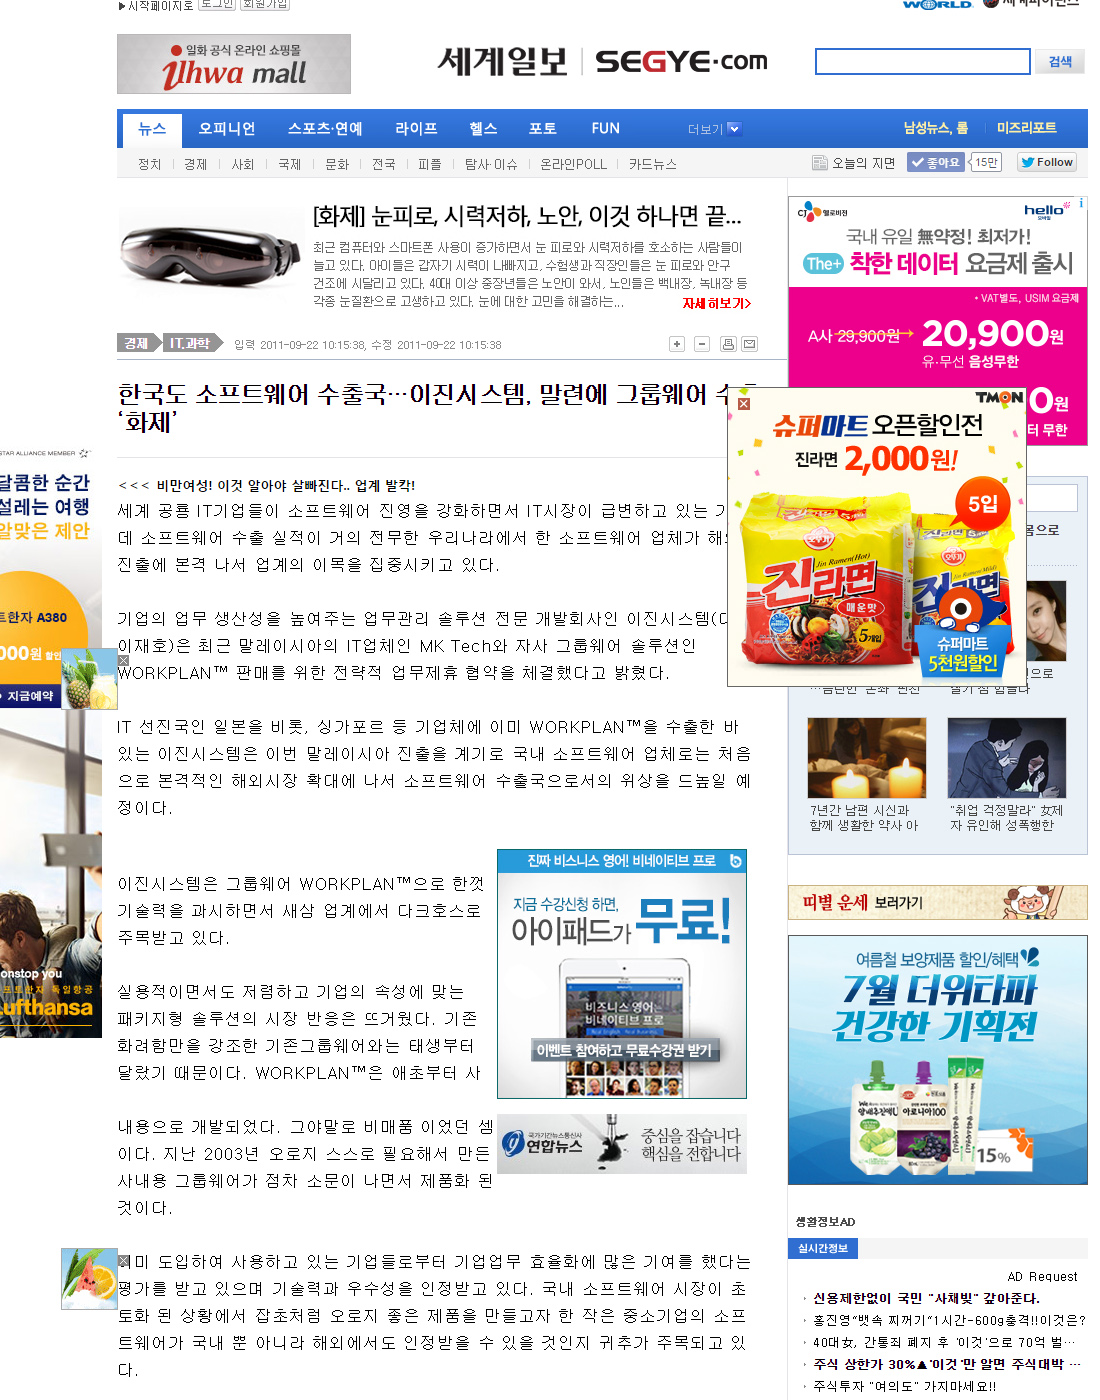 ▶시작페이지로 로그인 회원가입
WORLD 세계파이낸스
일화 공식 온라인 쇼핑몰
ilhwa mall
세계일보 SEGYE.com
검색
뉴스 오피니언 스포츠·연예 라이프 헬스 포토 FUN 더보기 남성뉴스, 룸 미즈리포트
정치 경제 사회 국제 문화 전국 피플 탐사·이슈 온라인POLL 카드뉴스 오늘의 지면 좋아요 15만 Follow
[화제] 눈피로, 시력저하, 노안, 이것 하나면 끝...
최근 컴퓨터와 스마트폰 사용이 증가하면서 눈 피로와 시력저하를 호소하는 사람들이
늘고 있다. 아이들은 갑자기 시력이 나빠지고, 수험생과 직장인들은 눈 피로와 안구
건조에 시달리고 있다. 40대 이상 중장년들은 노안이 와서, 노인들은 백내장, 녹내장 등
각종 눈질환으로 고생하고 있다. 눈에 대한 고민을 해결하는...
자세히보기>
경제 IT.과학 입력 2011-09-22 10:15:38, 수정 2011-09-22 10:15:38
한국도 소프트웨어 수출국…이진시스템, 말련에 그룹웨어 수
‘화제’
<<< 비만여성! 이것 알아야 살빠진다.. 업계 발칵!
세계 공룡 IT기업들이 소프트웨어 진영을 강화하면서 IT시장이 급변하고 있는 가
데 소프트웨어 수출 실적이 거의 전무한 우리나라에서 한 소프트웨어 업체가 해외
진출에 본격 나서 업계의 이목을 집중시키고 있다.
기업의 업무 생산성을 높여주는 업무관리 솔루션 전문 개발회사인 이진시스템(대
이재호)은 최근 말레이시아의 IT업체인 MK Tech와 자사 그룹웨어 솔루션인
WORKPLAN™ 판매를 위한 전략적 업무제휴 협약을 체결했다고 밝혔다.
IT 선진국인 일본을 비롯, 싱가포르 등 기업체에 이미 WORKPLAN™을 수출한 바
있는 이진시스템은 이번 말레이시아 진출을 계기로 국내 소프트웨어 업체로는 처음
으로 본격적인 해외시장 확대에 나서 소프트웨어 수출국으로서의 위상을 드높일 예
정이다.
이진시스템은 그룹웨어 WORKPLAN™으로 한껏
기술력을 과시하면서 새삼 업계에서 다크호스로
주목받고 있다.
실용적이면서도 저렴하고 기업의 속성에 맞는
패키지형 솔루션의 시장 반응은 뜨거웠다. 기존
화려함만을 강조한 기존그룹웨어와는 태생부터
달랐기 때문이다. WORKPLAN™은 애초부터 사
내용으로 개발되었다. 그야말로 비매품 이었던 셈
이다. 지난 2003년 오로지 스스로 필요해서 만든
사내용 그룹웨어가 점차 소문이 나면서 제품화 된
것이다.
미 도입하여 사용하고 있는 기업들로부터 기업업무 효율화에 많은 기여를 했다는
평가를 받고 있으며 기술력과 우수성을 인정받고 있다. 국내 소프트웨어 시장이 초
토화 된 상황에서 잡초처럼 오로지 좋은 제품을 만들고자 한 작은 중소기업의 소프
트웨어가 국내 뿐 아니라 해외에서도 인정받을 수 있을 것인지 귀추가 주목되고 있
다.
진짜 비즈니스 영어! 비네이티브 프로
지금 수강신청 하면,
아이패드가 무료!
비즈니스 영어
비네이티브 프로
이벤트 참여하고 무료수강권 받기
국가기간뉴스통신사
연합뉴스
중심을 잡습니다
핵심을 전합니다
STAR ALLIANCE MEMBER
달콤한 순간
설레는 여행
알맞은 제안
트한자 A380
000원 할인
지금예약
onstop you
프트한자 독일항공
ufthansa
CJ헬로비전 hello 모바일
국내 유일 無약정! 최저가!
The+ 착한 데이터 요금제 출시
• VAT별도, USIM 요금제
A사 29,900원 20,900원
유·무선 음성무한
0원
터 무한
TMON
슈퍼마트 오픈할인전
진라면 2,000원!
5입
오뚜기
Jin Ramen(Hot)
진라면
매운맛
5개입
Jin Ramen(Mild)
슈퍼마트
5천원할인
몸으로
것으로
7년간 남편 시신과
함께 생활한 약사 아
"취업 걱정말라" 女제
자 유인해 성폭행한
띠별 운세 보러가기
여름철 보양제품 할인/혜택
7월 더위타파
건강한 기획전
양배추진액U
아로니아100
15%
생활정보AD
실시간정보
AD Request
신용제한없이 국민 "사채빚" 갚아준다.
홍진영"뱃속 찌꺼기"1시간-600g출격!!이것은?
40대女, 간통죄 폐지 후 '이것'으로 70억 벌…
주식 상한가 30%▲'이것'만 알면 주식대박 …
주식투자 "여의도" 가지마세요!!